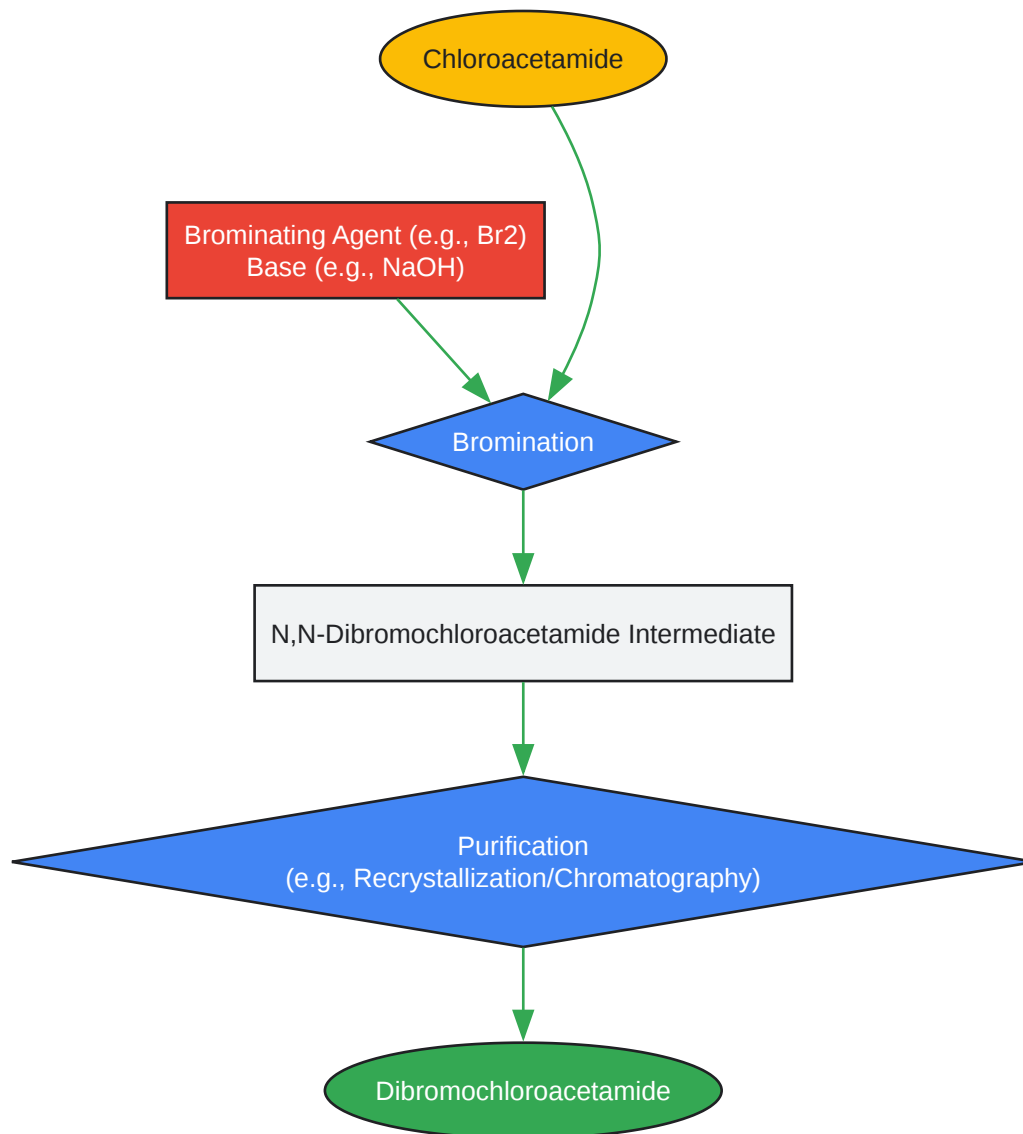 Chloroacetamide
Brominating Agent (e.g., Br2)
Base (e.g., NaOH)
Bromination
N,N-Dibromochloroacetamide Intermediate
Purification
(e.g., Recrystallization/Chromatography)
Dibromochloroacetamide